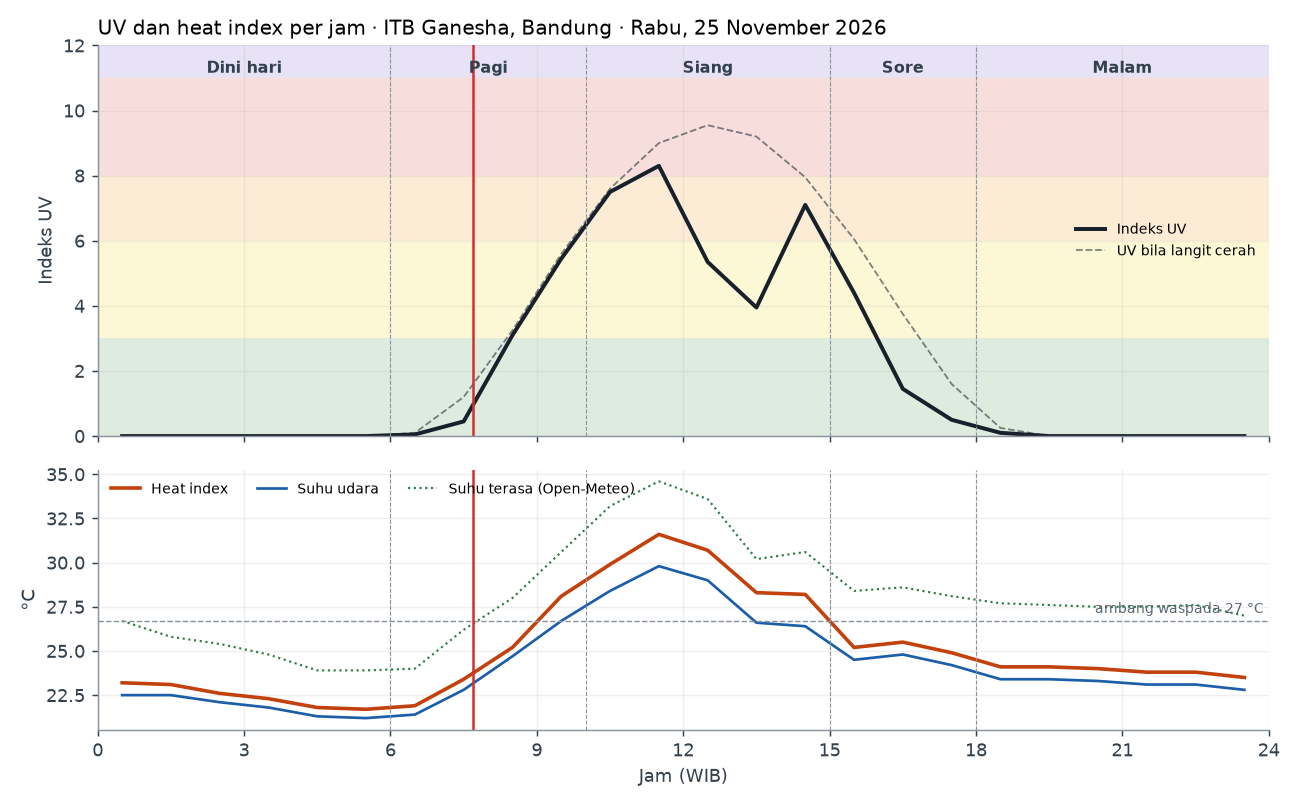 UV dan heat index per jam · ITB Ganesha, Bandung · Rabu, 25 November 2026
12
10
8
6
4
2
0
Indeks UV
Dini hari
Pagi
Siang
Sore
Malam
Indeks UV
UV bila langit cerah
35.0
32.5
30.0
27.5
25.0
22.5
°C
Heat index
Suhu udara
Suhu terasa (Open-Meteo)
ambang waspada 27 °C
0
3
6
9
12
15
18
21
24
Jam (WIB)